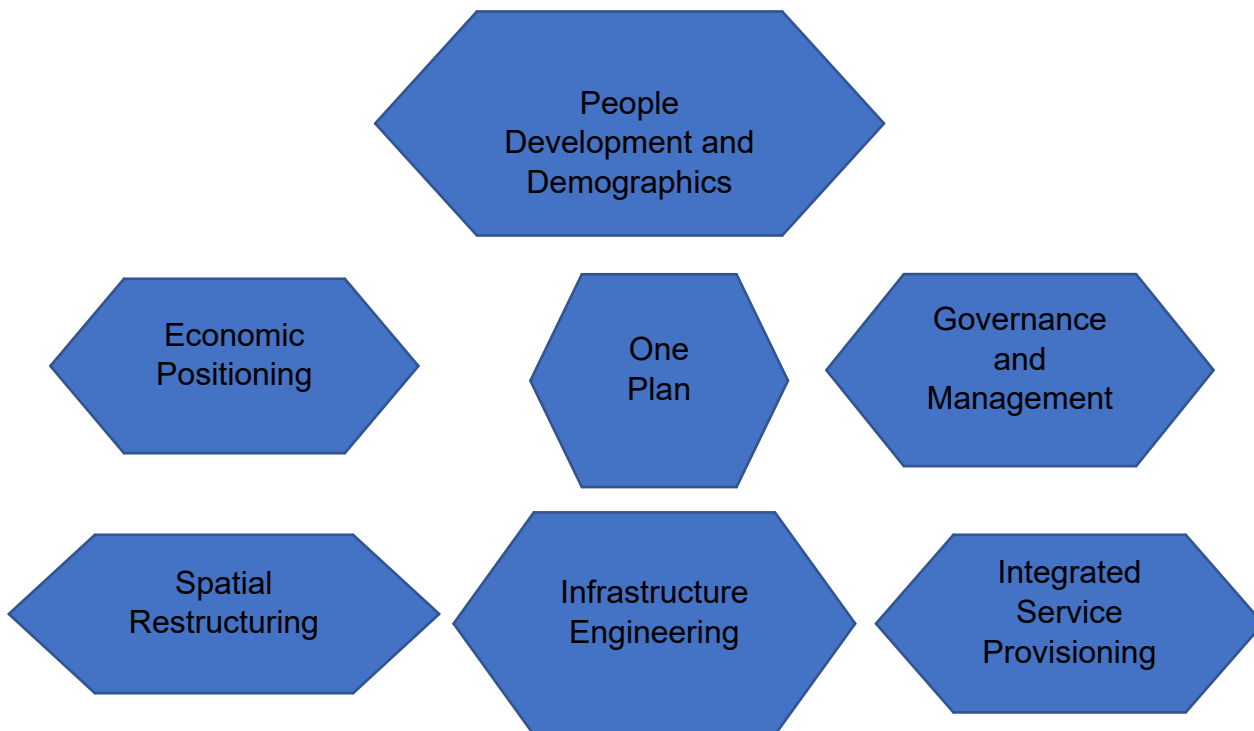 People
Development and
Demographics
Economic
Positioning
One
Plan
Governance
and
Management
Spatial
Restructuring
Infrastructure
Engineering
Integrated
Service
Provisioning